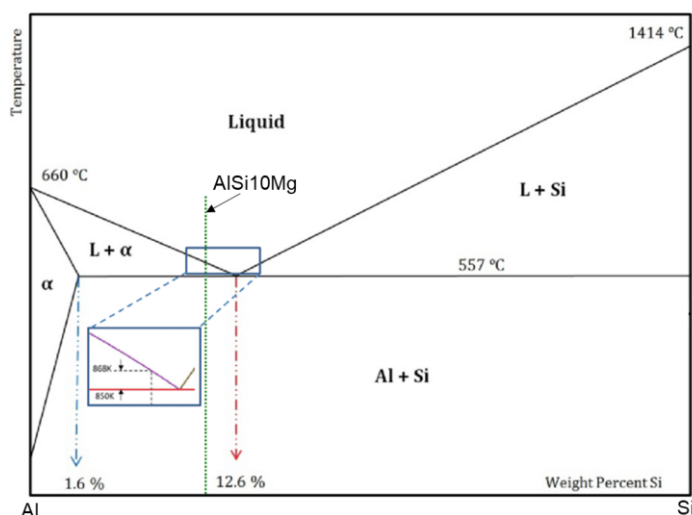 Temperature
1414 °C
Liquid
AlSi10Mg
660 °C
L + Si
L + α
557 °C
α
868K
850K
Al + Si
1.6 %
12.6 %
Weight Percent Si
Al
Si